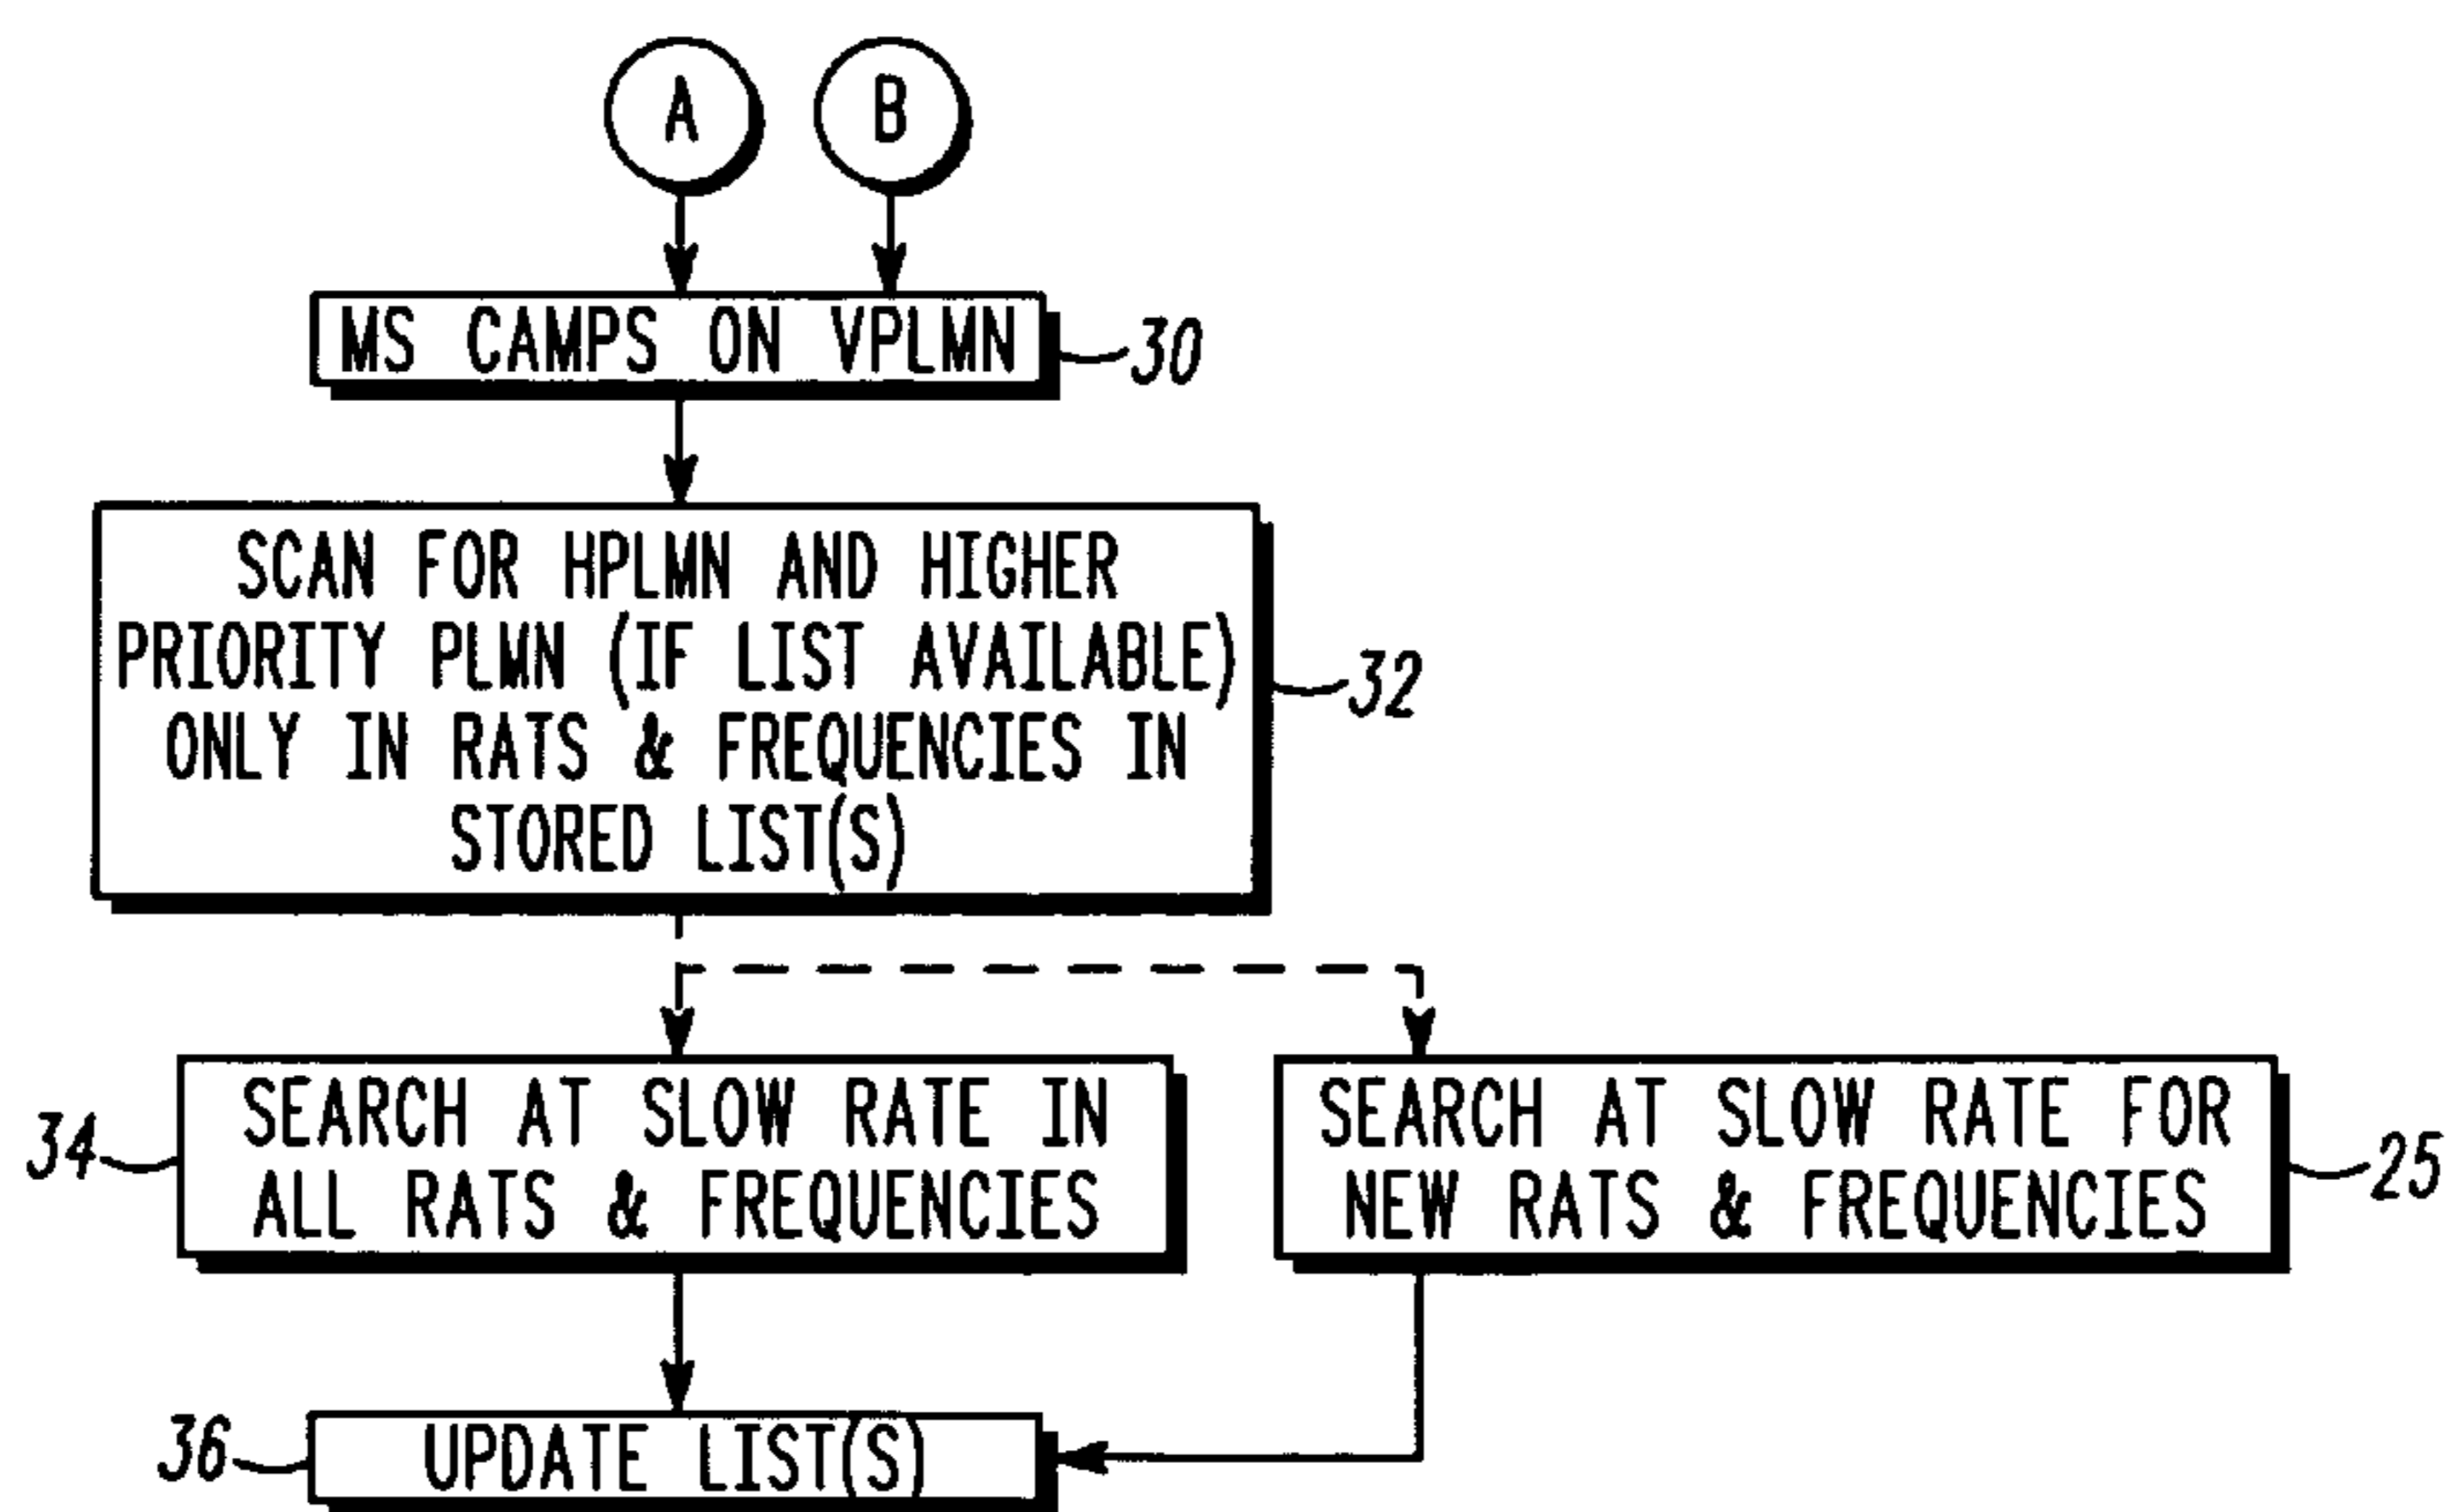 A B
MS CAMPS ON VPLMN
30
SCAN FOR HPLMN AND HIGHER
PRIORITY PLMN (IF LIST AVAILABLE)
ONLY IN RATS & FREQUENCIES IN
STORED LIST(S)
32
34
SEARCH AT SLOW RATE IN
ALL RATS & FREQUENCIES
SEARCH AT SLOW RATE FOR
NEW RATS & FREQUENCIES
25
36
UPDATE LIST(S)